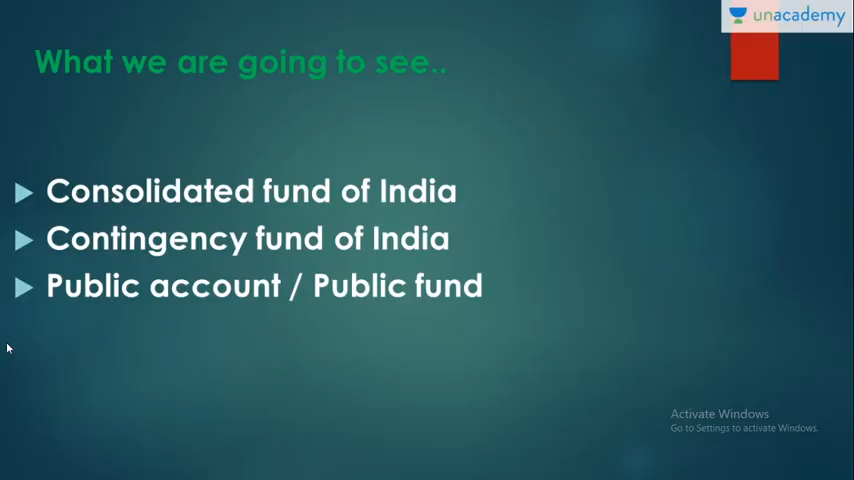 unacademy
What we are going to see..
Consolidated fund of India
Contingency fund of India
Public account / Public fund
Activate Windows
Go to Settings to activate Windows.